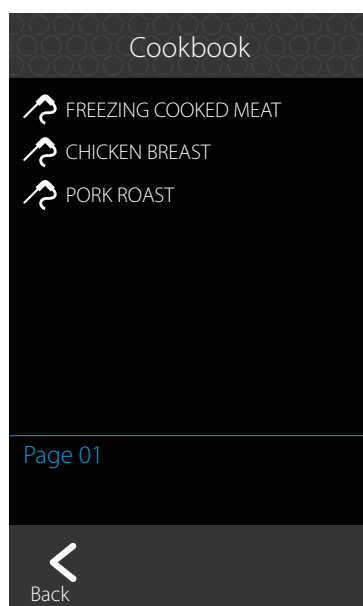 Cookbook
FREEZING COOKED MEAT
CHICKEN BREAST
PORK ROAST
Page 01
Back